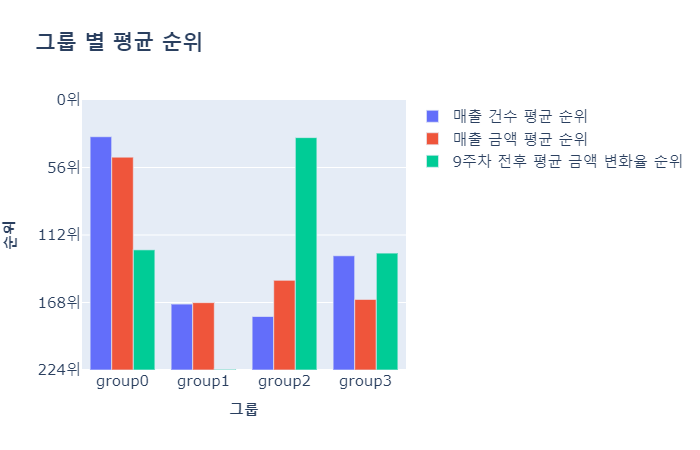 그룹 별 평균 순위
0위
56위
112위
168위
224위
순위
group0
group1
group2
group3
그룹
매출 건수 평균 순위
매출 금액 평균 순위
9주차 전후 평균 금액 변화율 순위